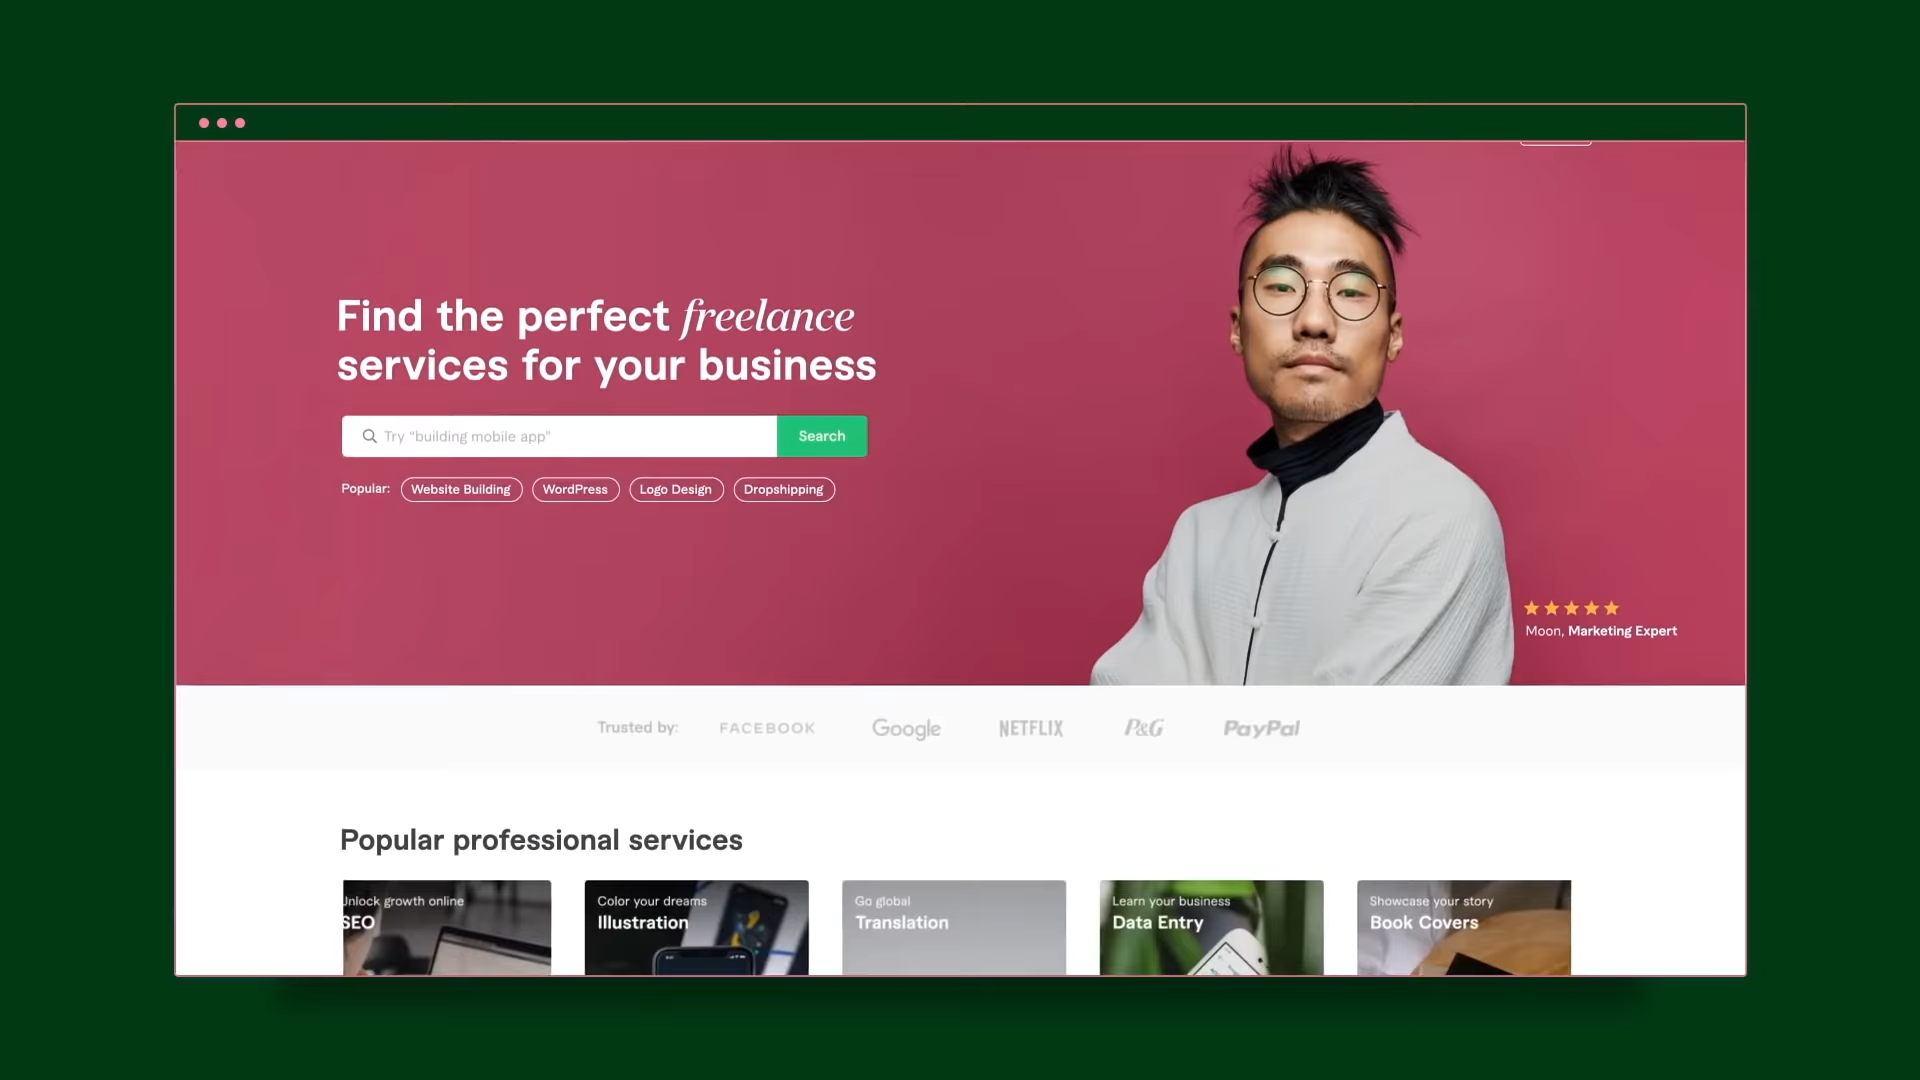 Find the perfect freelance
services for your business
Try “building mobile app”
Search
Popular:
Website Building
WordPress
Logo Design
Dropshipping
Moon, Marketing Expert
Trusted by:
FACEBOOK
Google
NETFLIX
P&G
PayPal
Popular professional services
Unlock growth online
SEO
Color your dreams
Illustration
Go global
Translation
Learn your business
Data Entry
Showcase your story
Book Covers